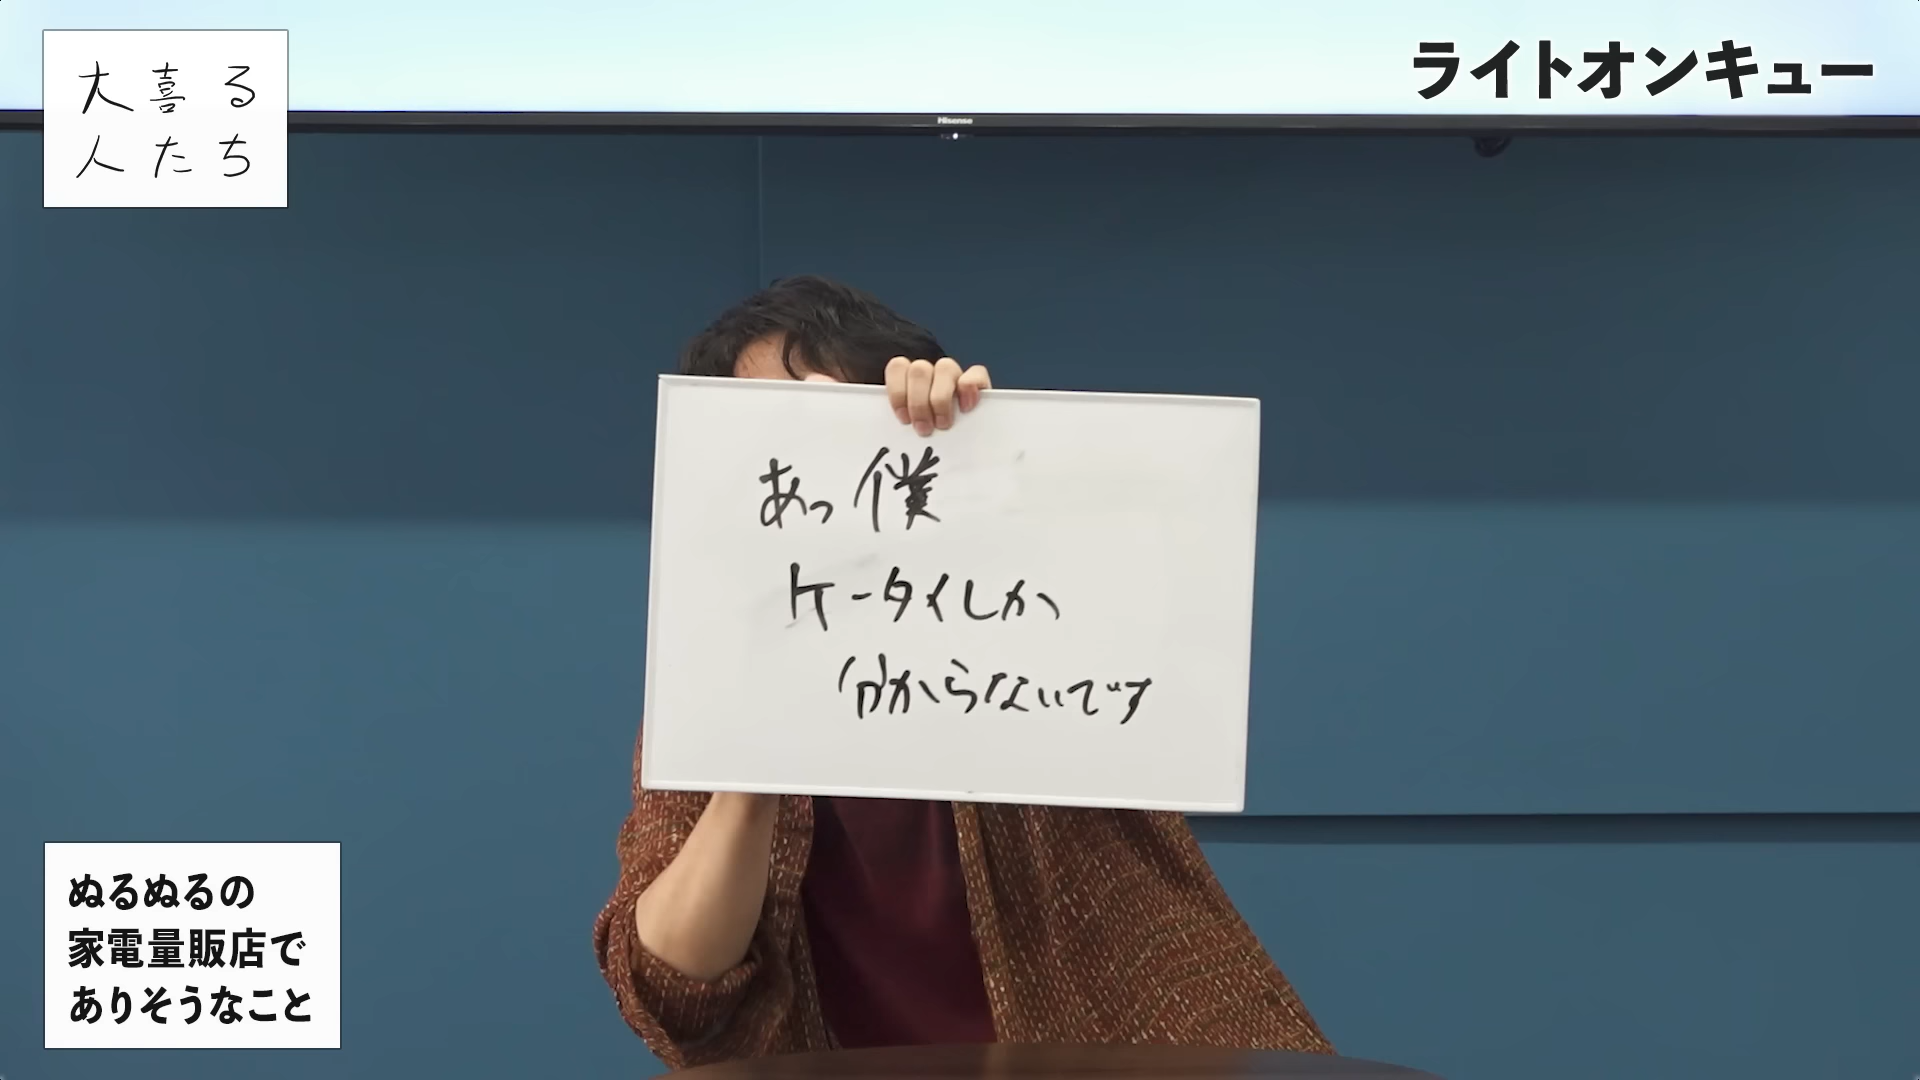 大喜る
人たち
ライトオンキュー
Hisense
あっ僕
ケータイしか
分からないです
ぬるぬるの
家電量販店で
ありそうなこと